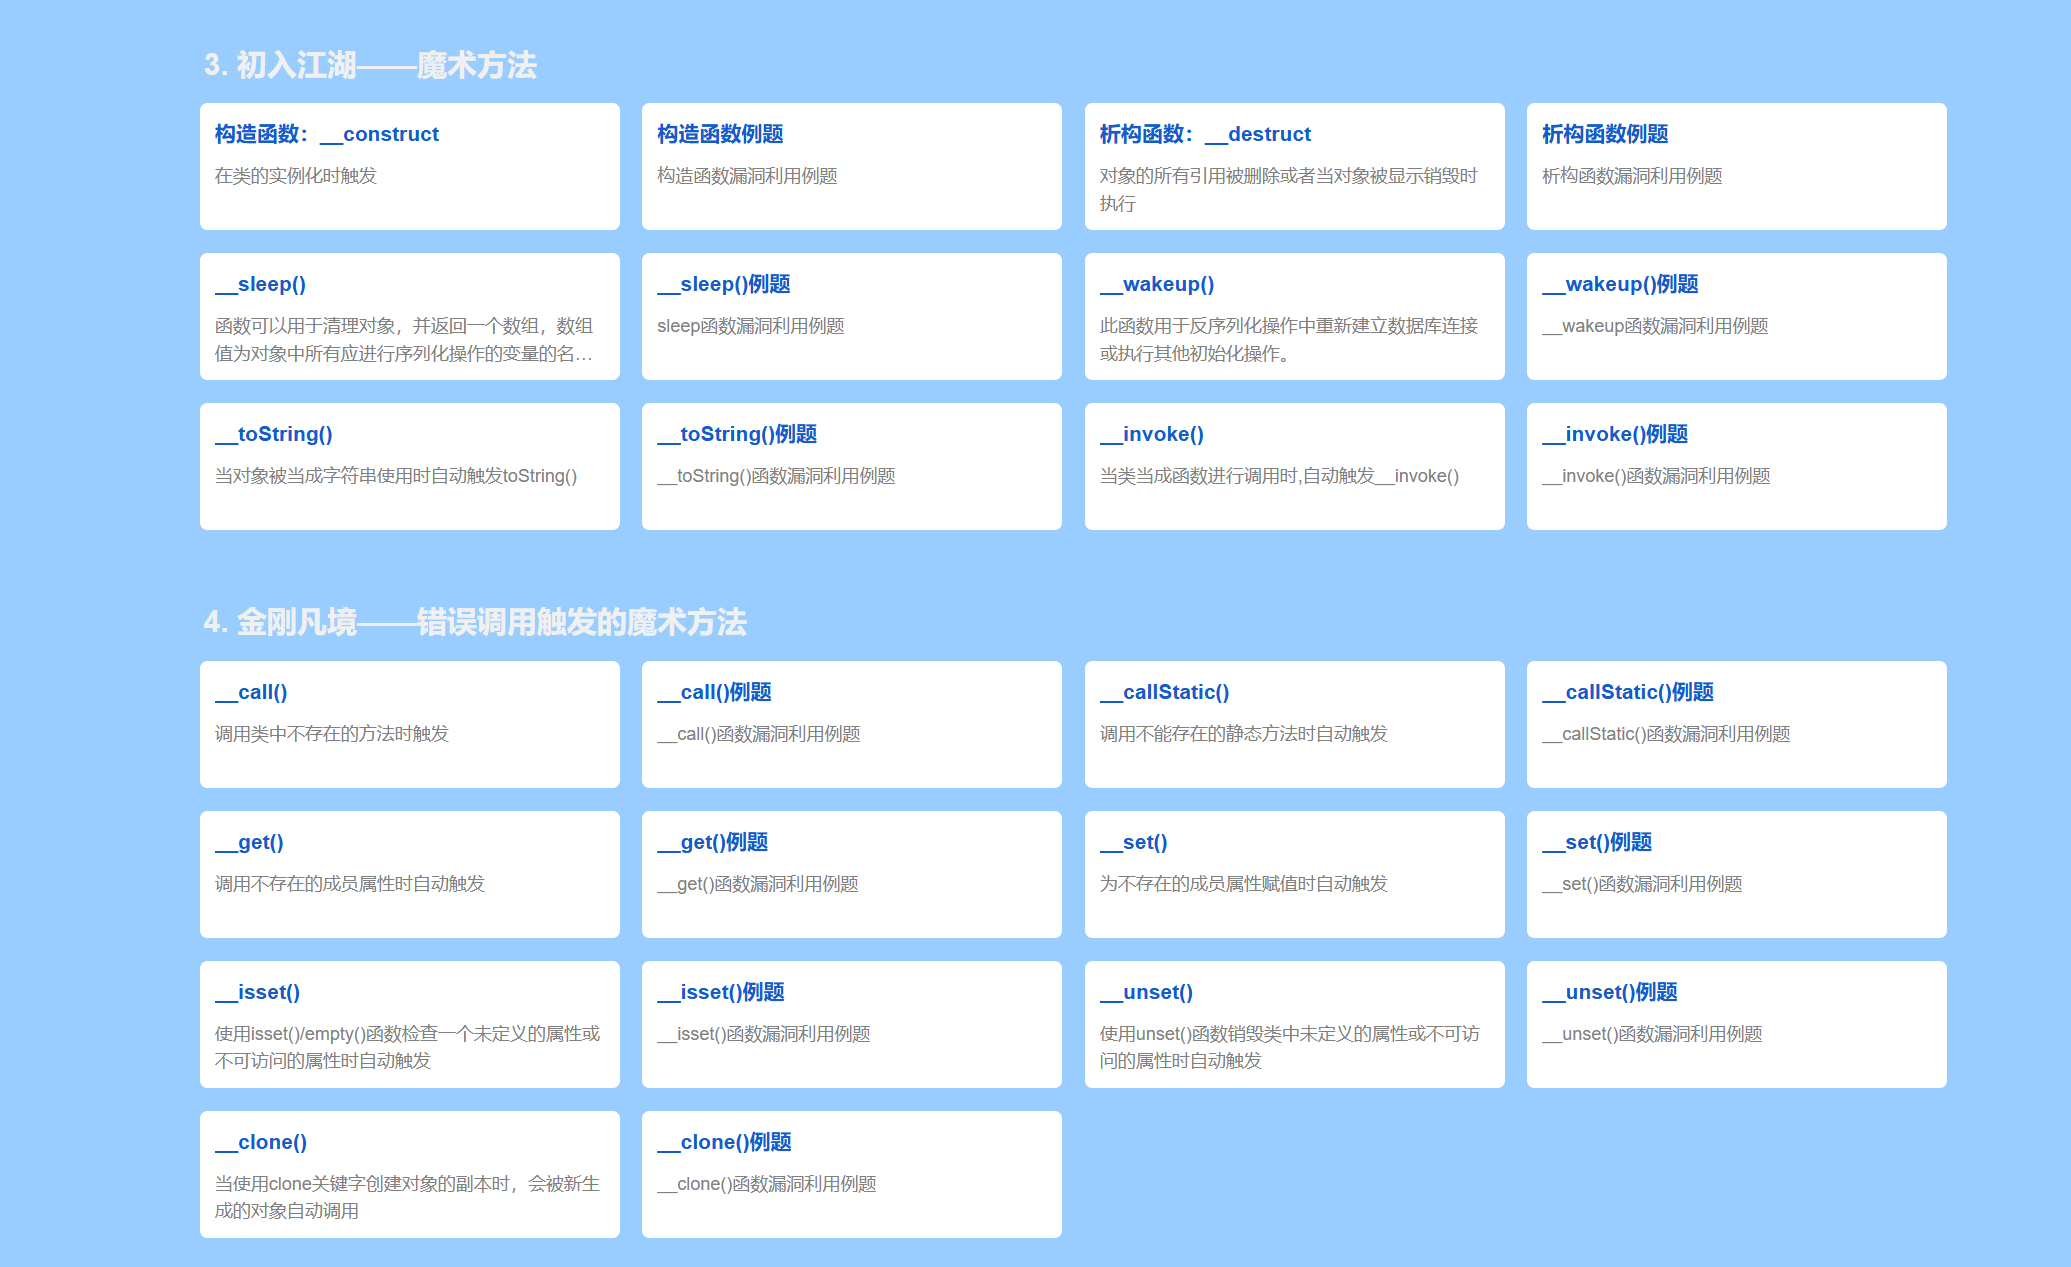 3. 初入江湖——魔术方法
构造函数：__construct
在类的实例化时触发
构造函数例题
构造函数漏洞利用例题
析构函数：__destruct
对象的所有引用被删除或者当对象被显示销毁时
执行
析构函数例题
析构函数漏洞利用例题
__sleep()
函数可以用于清理对象，并返回一个数组，数组
值为对象中所有应进行序列化操作的变量的名…
__sleep()例题
sleep函数漏洞利用例题
__wakeup()
此函数用于反序列化操作中重新建立数据库连接
或执行其他初始化操作。
__wakeup()例题
__wakeup函数漏洞利用例题
__toString()
当对象被当成字符串使用时自动触发toString()
__toString()例题
__toString()函数漏洞利用例题
__invoke()
当类当成函数进行调用时,自动触发__invoke()
__invoke()例题
__invoke()函数漏洞利用例题
4. 金刚凡境——错误调用触发的魔术方法
__call()
调用类中不存在的方法时触发
__call()例题
__call()函数漏洞利用例题
__callStatic()
调用不能存在的静态方法时自动触发
__callStatic()例题
__callStatic()函数漏洞利用例题
__get()
调用不存在的成员属性时自动触发
__get()例题
__get()函数漏洞利用例题
__set()
为不存在的成员属性赋值时自动触发
__set()例题
__set()函数漏洞利用例题
__isset()
使用isset()/empty()函数检查一个未定义的属性或
不可访问的属性时自动触发
__isset()例题
__isset()函数漏洞利用例题
__unset()
使用unset()函数销毁类中未定义的属性或不可访
问的属性时自动触发
__unset()例题
__unset()函数漏洞利用例题
__clone()
当使用clone关键字创建对象的副本时，会被新生
成的对象自动调用
__clone()例题
__clone()函数漏洞利用例题